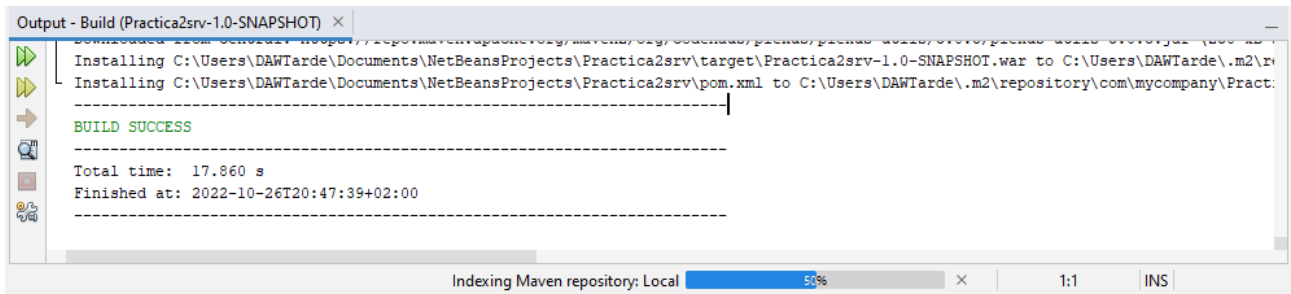 Output - Build (Practica2srv-1.0-SNAPSHOT) ×
Installing C:\Users\DAWTarde\Documents\NetBeansProjects\Practica2srv\target\Practica2srv-1.0-SNAPSHOT.war to C:\Users\DAWTarde\.m2\re
Installing C:\Users\DAWTarde\Documents\NetBeansProjects\Practica2srv\pom.xml to C:\Users\DAWTarde\.m2\repository\com\mycompany\Pract
------------------------------------------------------------------------
BUILD SUCCESS
------------------------------------------------------------------------
Total time:  17.860 s
Finished at: 2022-10-26T20:47:39+02:00
------------------------------------------------------------------------
Indexing Maven repository: Local 50% × 1:1 INS